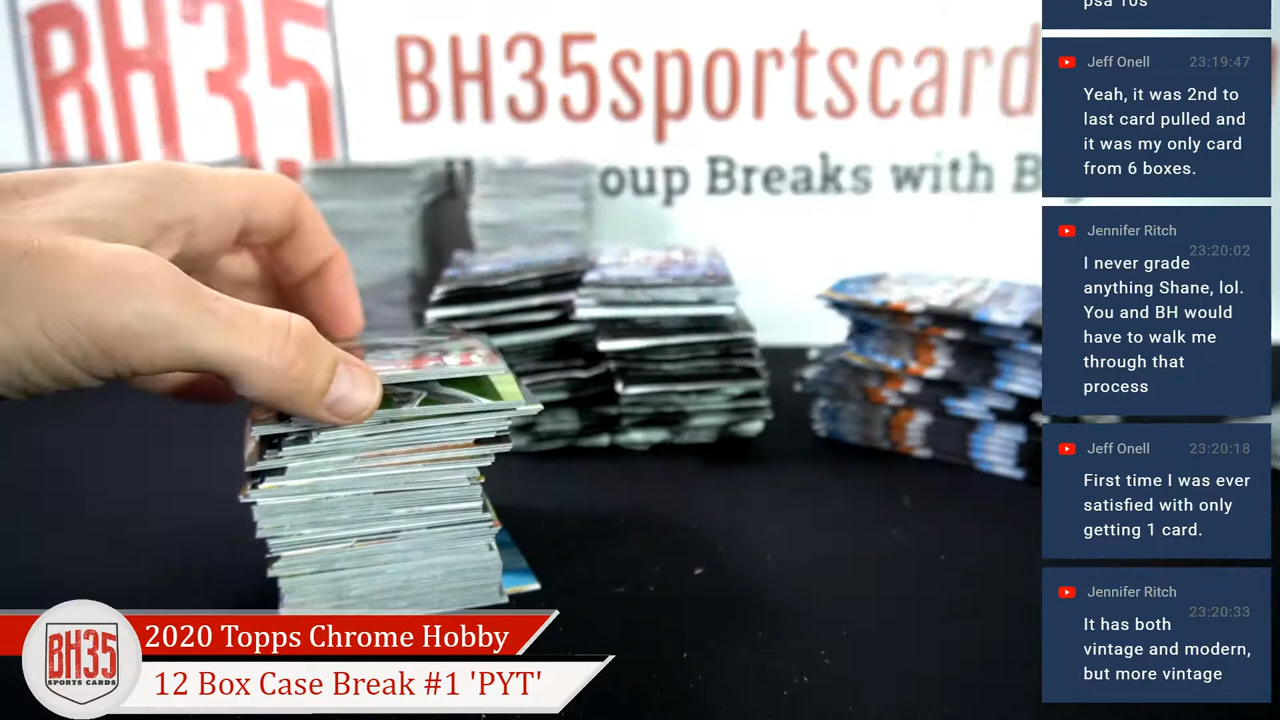 BH35
BH35sportscard
oup Breaks with B
psa 10s
Jeff Onell 23:19:47
Yeah, it was 2nd to
last card pulled and
it was my only card
from 6 boxes.
Jennifer Ritch
23:20:02
I never grade
anything Shane, lol.
You and BH would
have to walk me
through that
process
Jeff Onell 23:20:18
First time I was ever
satisfied with only
getting 1 card.
Jennifer Ritch
23:20:33
It has both
vintage and modern,
but more vintage
BH35
SPORTS CARDS
2020 Topps Chrome Hobby
12 Box Case Break #1 'PYT'